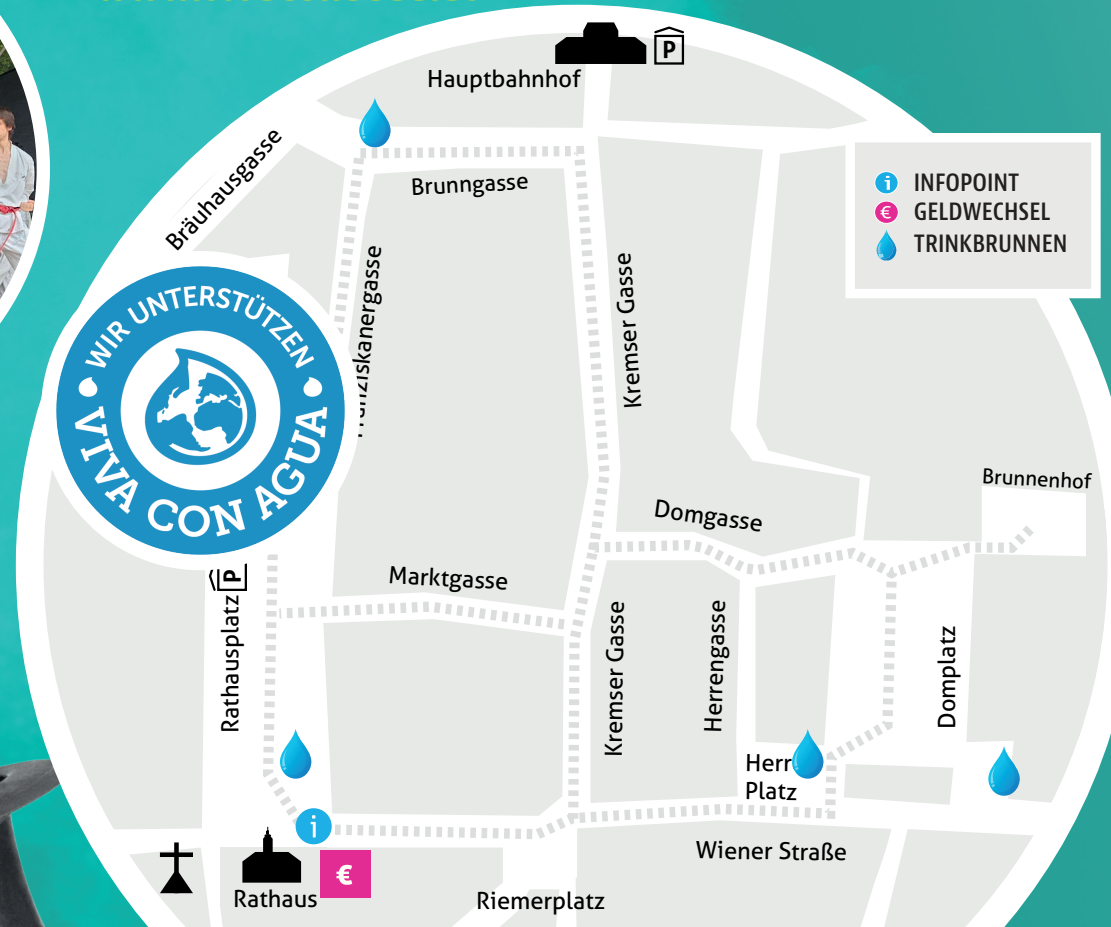 P
Hauptbahnhof
Bräuhausgasse
Brunngasse
i INFOPOINT
€ GELDWECHSEL
TRINKBRUNNEN
WIR UNTERSTÜTZEN
VIVA CON AGUA
Kremser Gasse
Brunnenhof
Domgasse
P
Marktgasse
Rathausplatz
Kremser Gasse
Herrengasse
Domplatz
Herr
Platz
i
Wiener Straße
€
Rathaus
Riemerplatz